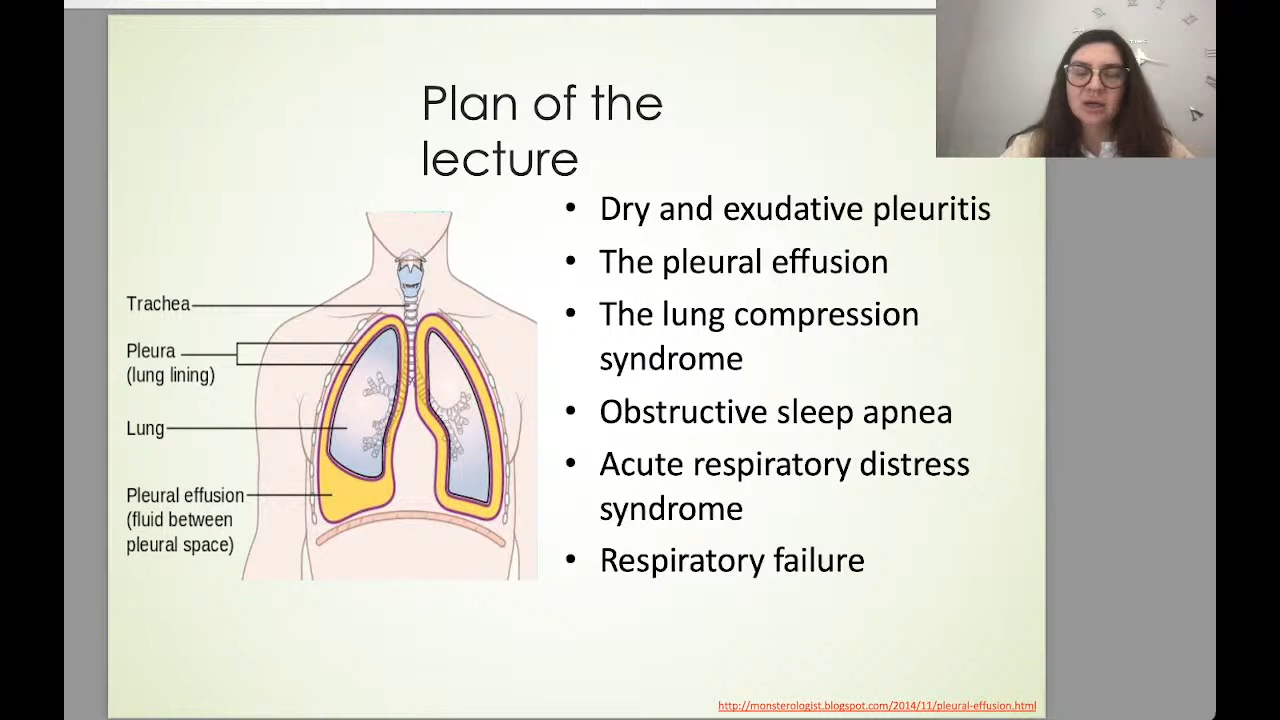 Plan of the
lecture
• Dry and exudative pleuritis
• The pleural effusion
• The lung compression
syndrome
• Obstructive sleep apnea
• Acute respiratory distress
syndrome
• Respiratory failure
Trachea
Pleura
(lung lining)
Lung
Pleural effusion
(fluid between
pleural space)
http://monsterologist.blogspot.com/2014/11/pleural-effusion.html